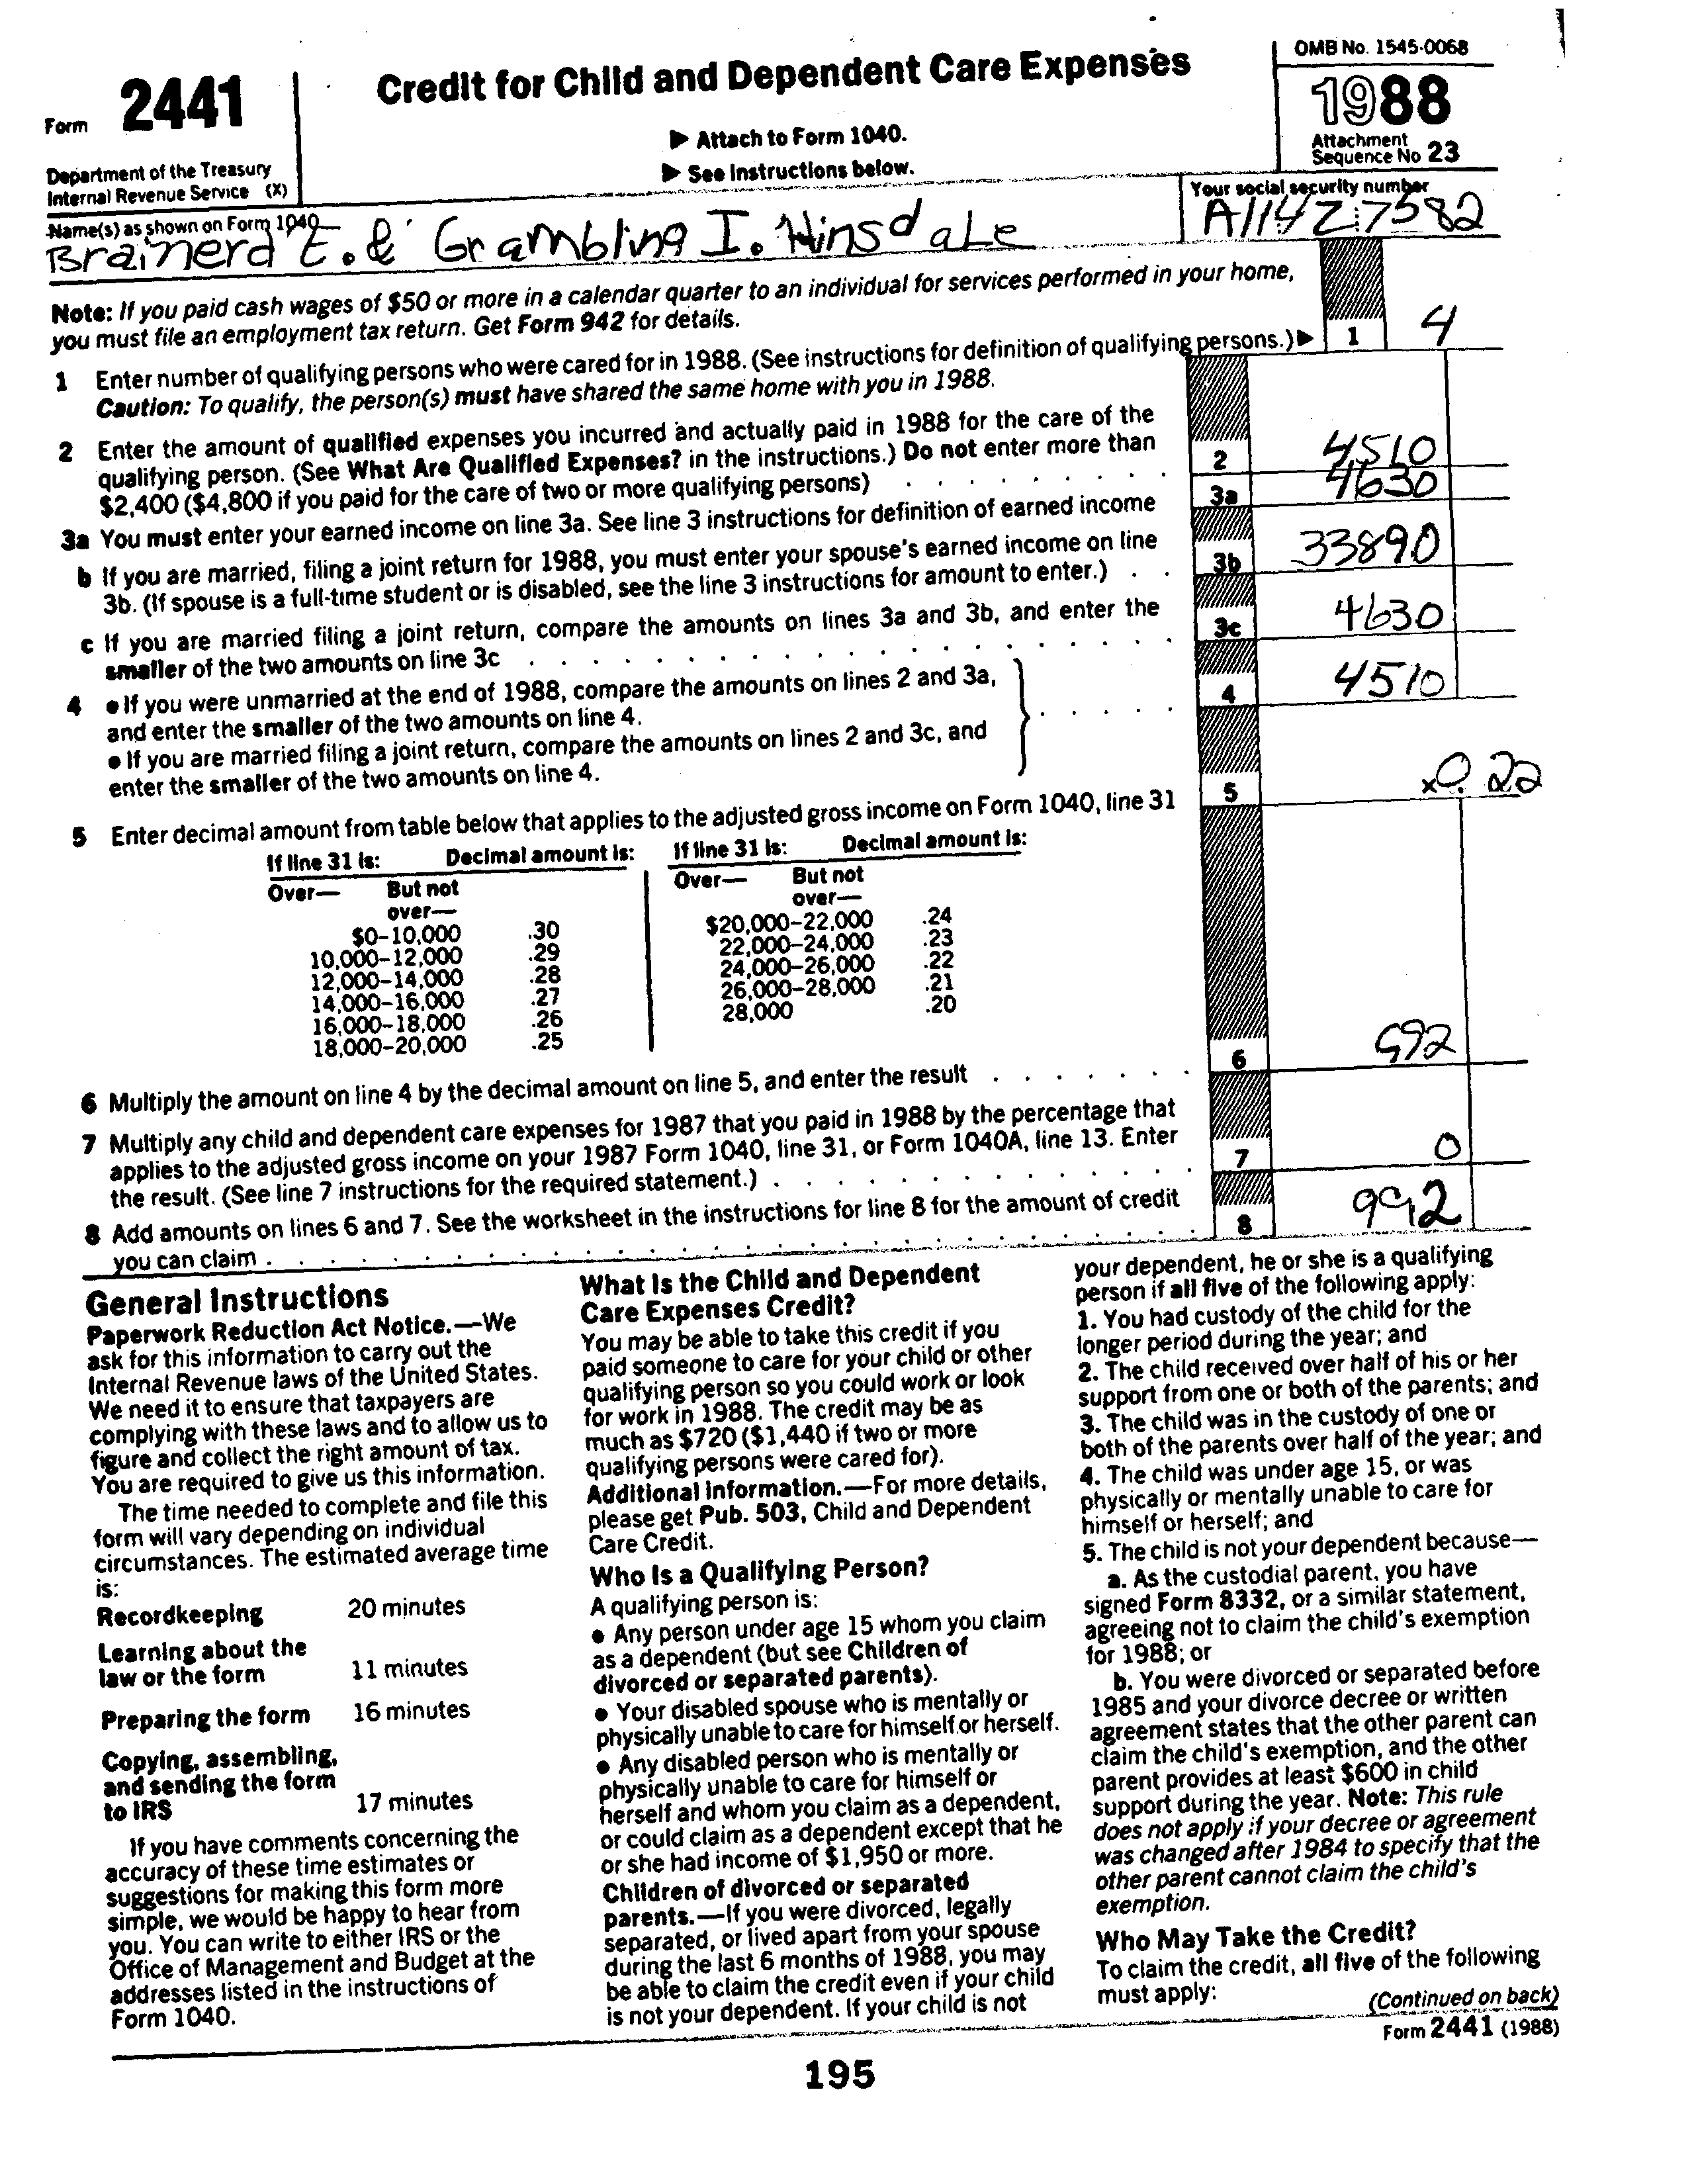 Form 2441
Department of the Treasury
Internal Revenue Service (X)
Credit for Child and Dependent Care Expenses
▶ Attach to Form 1040.
▶ See Instructions below.
OMB No. 1545-0068
1988
Attachment
Sequence No 23
Name(s) as shown on Form 1040
Brainerd E. & Grambling I. Hinsdale
Your social security number
A1142:7382
Note: If you paid cash wages of $50 or more in a calendar quarter to an individual for services performed in your home,
you must file an employment tax return. Get Form 942 for details.
1 Enter number of qualifying persons who were cared for in 1988. (See instructions for definition of qualifying persons.) ▶ 1 4
Caution: To qualify, the person(s) must have shared the same home with you in 1988.
2 Enter the amount of qualified expenses you incurred and actually paid in 1988 for the care of the
qualifying person. (See What Are Qualified Expenses? in the instructions.) Do not enter more than
$2,400 ($4,800 if you paid for the care of two or more qualifying persons) . . . . . . . . 2 4510
3a You must enter your earned income on line 3a. See line 3 instructions for definition of earned income 3a 4630
b If you are married, filing a joint return for 1988, you must enter your spouse's earned income on line
3b. (If spouse is a full-time student or is disabled, see the line 3 instructions for amount to enter.) . . 3b 33890
c If you are married filing a joint return, compare the amounts on lines 3a and 3b, and enter the
smaller of the two amounts on line 3c . . . . . . . . . . . . . . . . . . . . . 3c 4630
4 ● If you were unmarried at the end of 1988, compare the amounts on lines 2 and 3a,
and enter the smaller of the two amounts on line 4.
● If you are married filing a joint return, compare the amounts on lines 2 and 3c, and
enter the smaller of the two amounts on line 4. . . . . . 4 4510
5 Enter decimal amount from table below that applies to the adjusted gross income on Form 1040, line 31 5 x0.22
If line 31 is: Decimal amount is: If line 31 is: Decimal amount is:
Over— But not over— Over— But not over—
$0–10,000 .30 $20,000–22,000 .24
10,000–12,000 .29 22,000–24,000 .23
12,000–14,000 .28 24,000–26,000 .22
14,000–16,000 .27 26,000–28,000 .21
16,000–18,000 .26 28,000 .20
18,000–20,000 .25
6 Multiply the amount on line 4 by the decimal amount on line 5, and enter the result . . . . . . . 6 992
7 Multiply any child and dependent care expenses for 1987 that you paid in 1988 by the percentage that
applies to the adjusted gross income on your 1987 Form 1040, line 31, or Form 1040A, line 13. Enter
the result. (See line 7 instructions for the required statement.) . . . . . . . . . . . . . 7 0
8 Add amounts on lines 6 and 7. See the worksheet in the instructions for line 8 for the amount of credit
you can claim . . . . . . . . . . . . . . . . . . . . . . . . . . . . . 8 992
General Instructions
Paperwork Reduction Act Notice.—We
ask for this information to carry out the
Internal Revenue laws of the United States.
We need it to ensure that taxpayers are
complying with these laws and to allow us to
figure and collect the right amount of tax.
You are required to give us this information.
The time needed to complete and file this
form will vary depending on individual
circumstances. The estimated average time
is:
Recordkeeping 20 minutes
Learning about the
law or the form 11 minutes
Preparing the form 16 minutes
Copying, assembling,
and sending the form
to IRS 17 minutes
If you have comments concerning the
accuracy of these time estimates or
suggestions for making this form more
simple, we would be happy to hear from
you. You can write to either IRS or the
Office of Management and Budget at the
addresses listed in the instructions of
Form 1040.
What Is the Child and Dependent
Care Expenses Credit?
You may be able to take this credit if you
paid someone to care for your child or other
qualifying person so you could work or look
for work in 1988. The credit may be as
much as $720 ($1,440 if two or more
qualifying persons were cared for).
Additional Information.—For more details,
please get Pub. 503, Child and Dependent
Care Credit.
Who Is a Qualifying Person?
A qualifying person is:
● Any person under age 15 whom you claim
as a dependent (but see Children of
divorced or separated parents).
● Your disabled spouse who is mentally or
physically unable to care for himself or herself.
● Any disabled person who is mentally or
physically unable to care for himself or
herself and whom you claim as a dependent,
or could claim as a dependent except that he
or she had income of $1,950 or more.
Children of divorced or separated
parents.—If you were divorced, legally
separated, or lived apart from your spouse
during the last 6 months of 1988, you may
be able to claim the credit even if your child
is not your dependent. If your child is not
your dependent, he or she is a qualifying
person if all five of the following apply:
1. You had custody of the child for the
longer period during the year; and
2. The child received over half of his or her
support from one or both of the parents; and
3. The child was in the custody of one or
both of the parents over half of the year; and
4. The child was under age 15, or was
physically or mentally unable to care for
himself or herself; and
5. The child is not your dependent because—
a. As the custodial parent, you have
signed Form 8332, or a similar statement,
agreeing not to claim the child's exemption
for 1988; or
b. You were divorced or separated before
1985 and your divorce decree or written
agreement states that the other parent can
claim the child's exemption, and the other
parent provides at least $600 in child
support during the year. Note: This rule
does not apply if your decree or agreement
was changed after 1984 to specify that the
other parent cannot claim the child's
exemption.
Who May Take the Credit?
To claim the credit, all five of the following
must apply:
(Continued on back)
Form 2441 (1988)
195